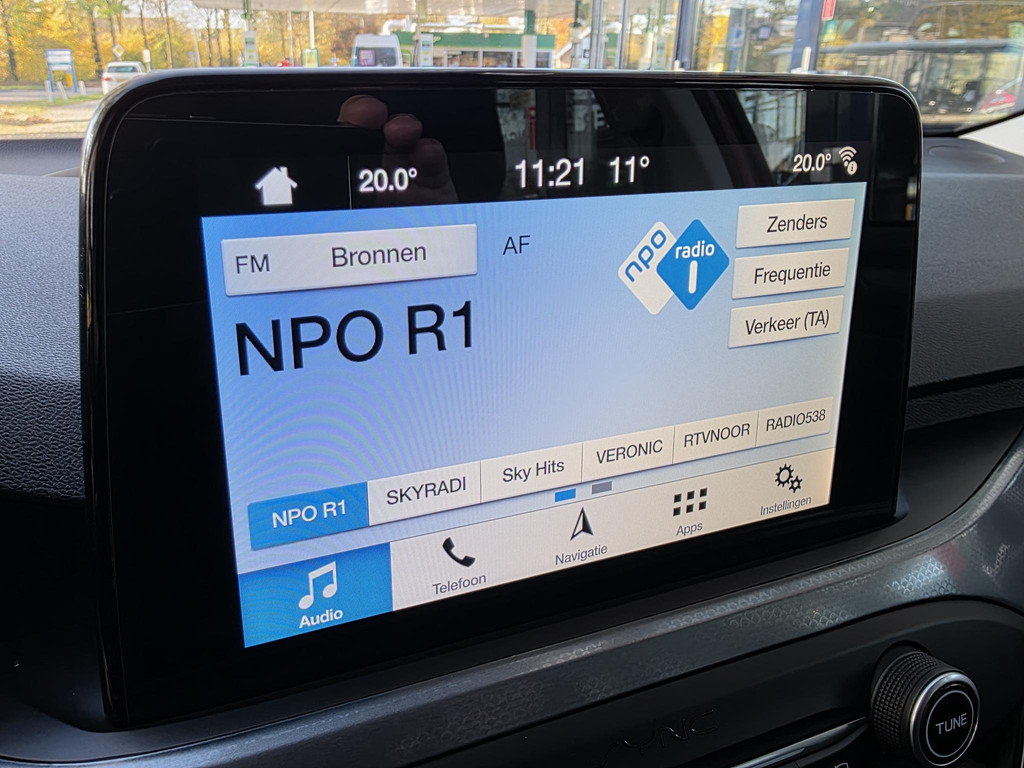 20.0° 11:21 11° 20.0°
FM Bronnen AF
npo radio 1
Zenders
Frequentie
Verkeer (TA)
NPO R1
NPO R1 SKYRADI Sky Hits VERONIC RTVNOOR RADIO538
Audio Telefoon Navigatie Apps Instellingen
SYNC
TUNE